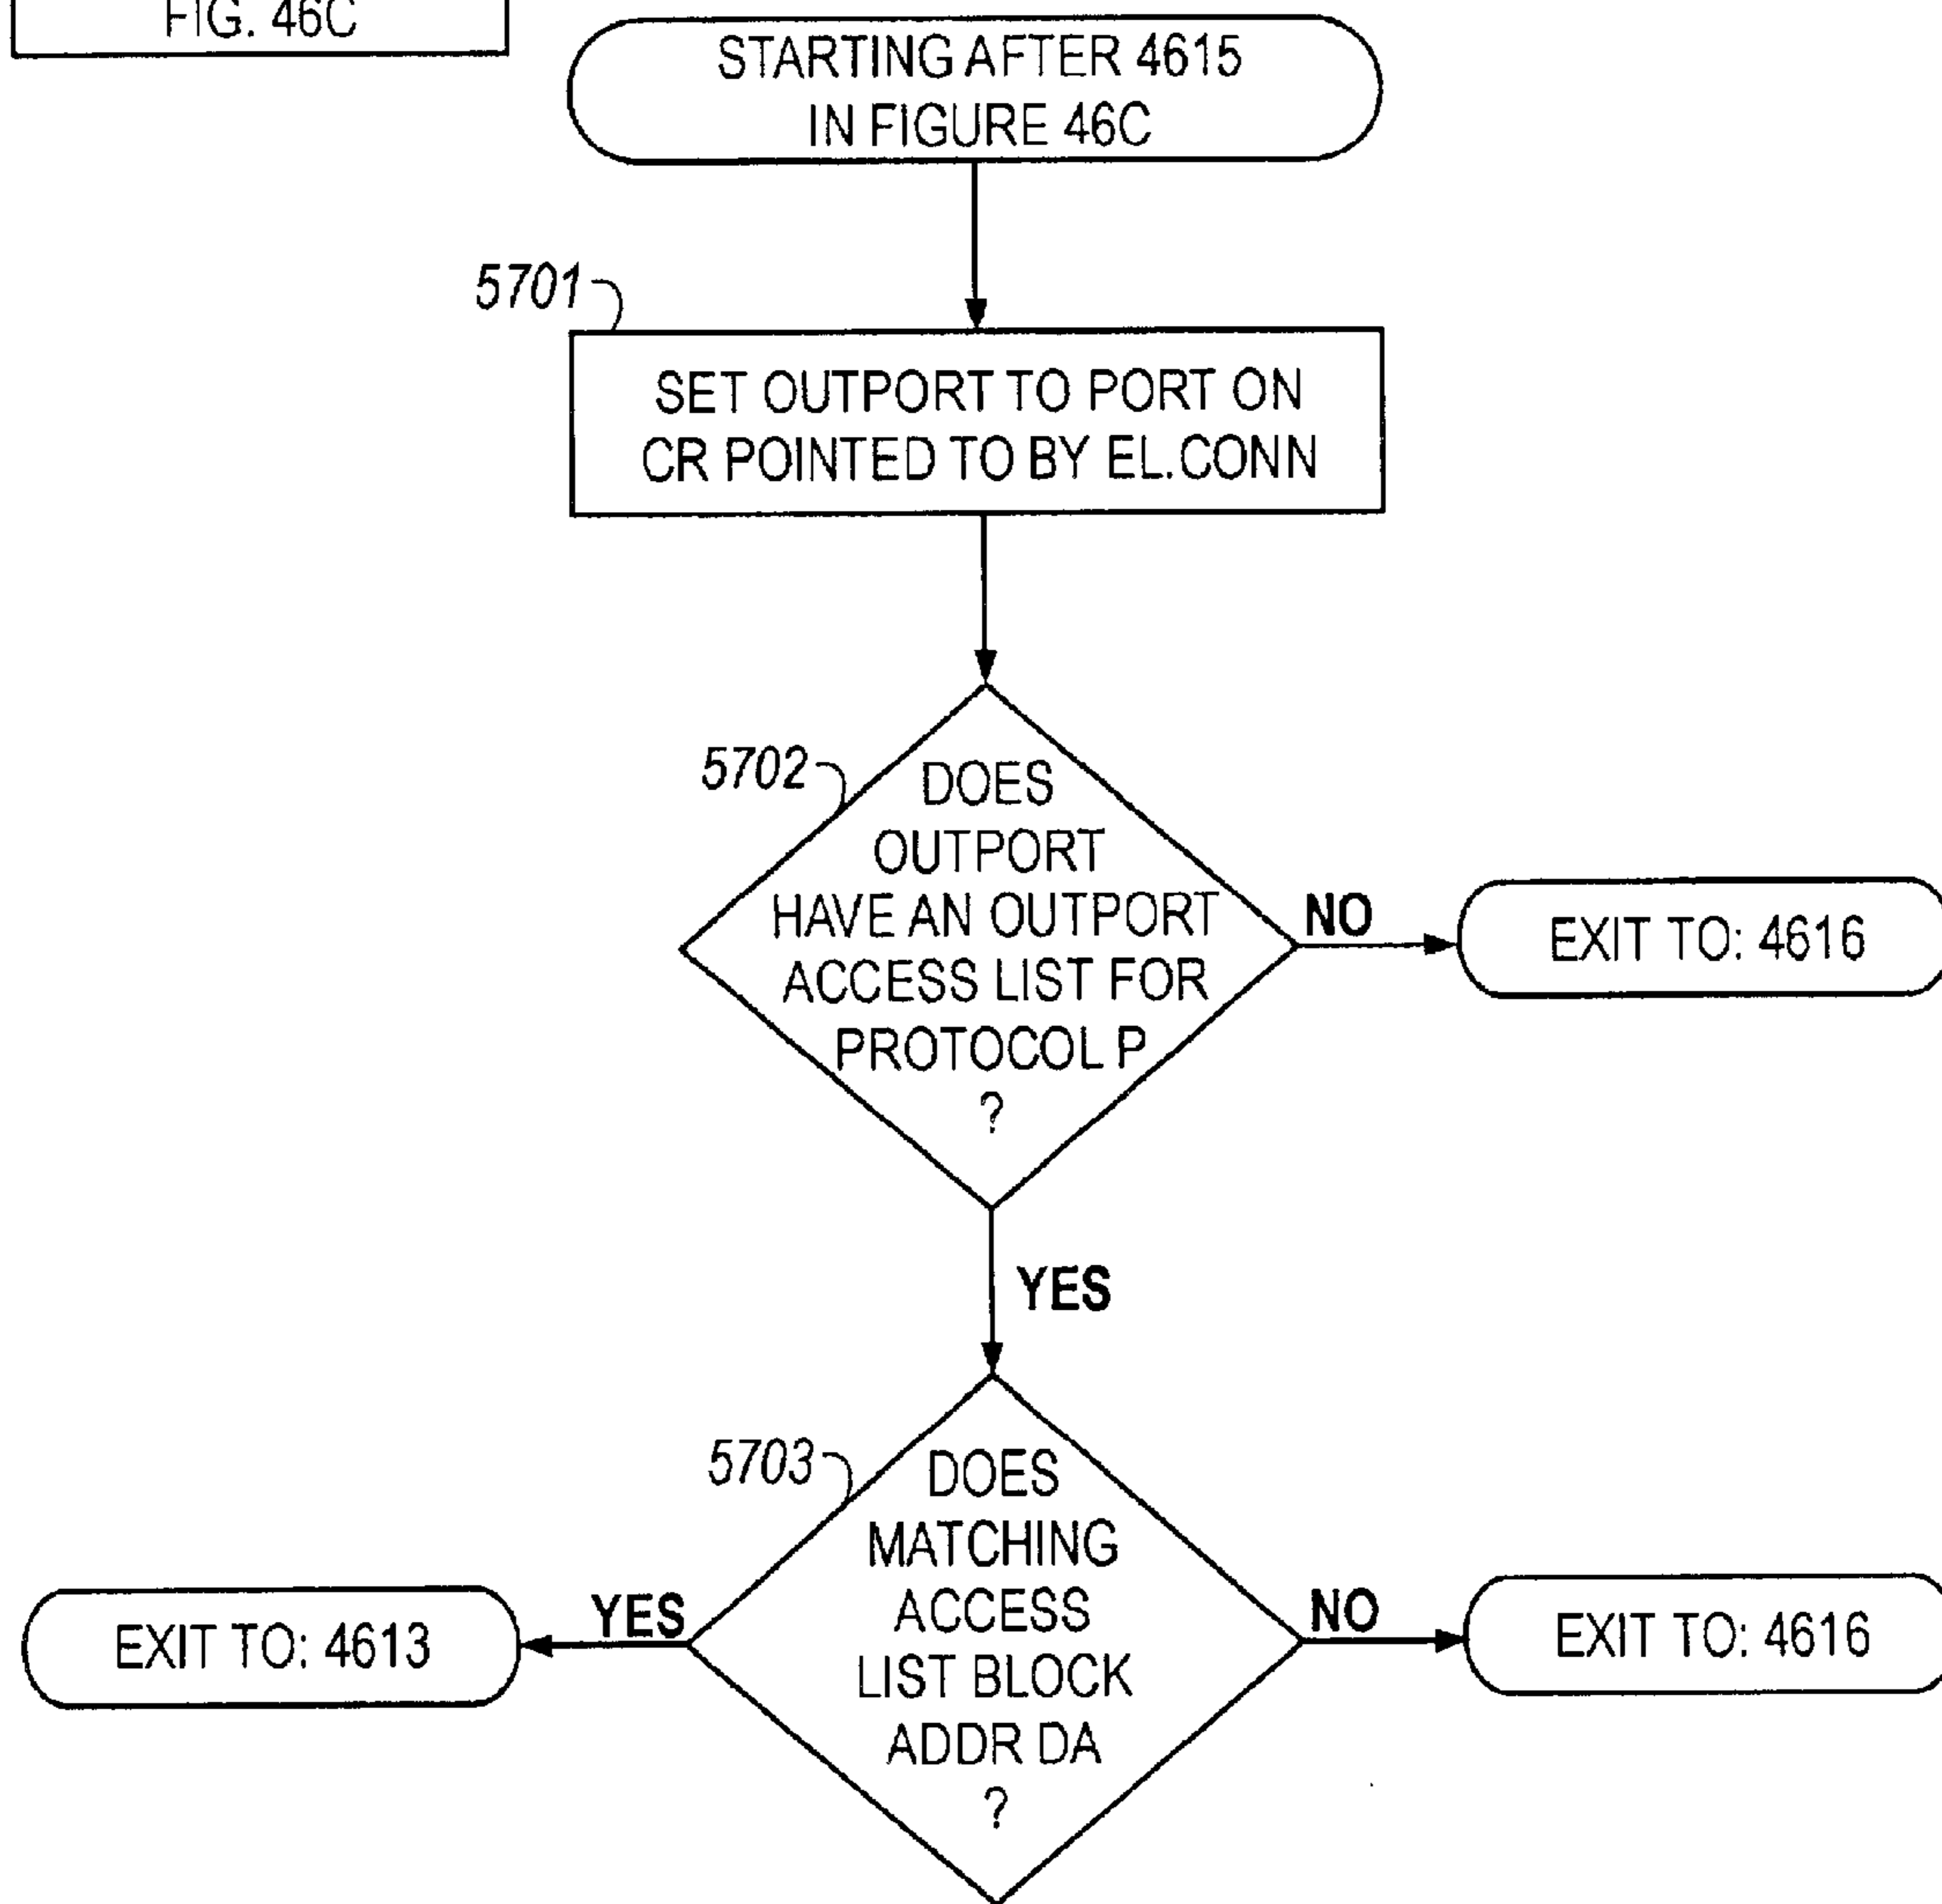 FIG. 46C
STARTING AFTER 4615
IN FIGURE 46C
5701
SET OUTPORT TO PORT ON
CR POINTED TO BY EL.CONN
5702
DOES
OUTPORT
HAVE AN OUTPORT
ACCESS LIST FOR
PROTOCOL P
?
NO
EXIT TO: 4616
YES
5703
DOES
MATCHING
ACCESS
LIST BLOCK
ADDR DA
?
YES
EXIT TO: 4613
NO
EXIT TO: 4616